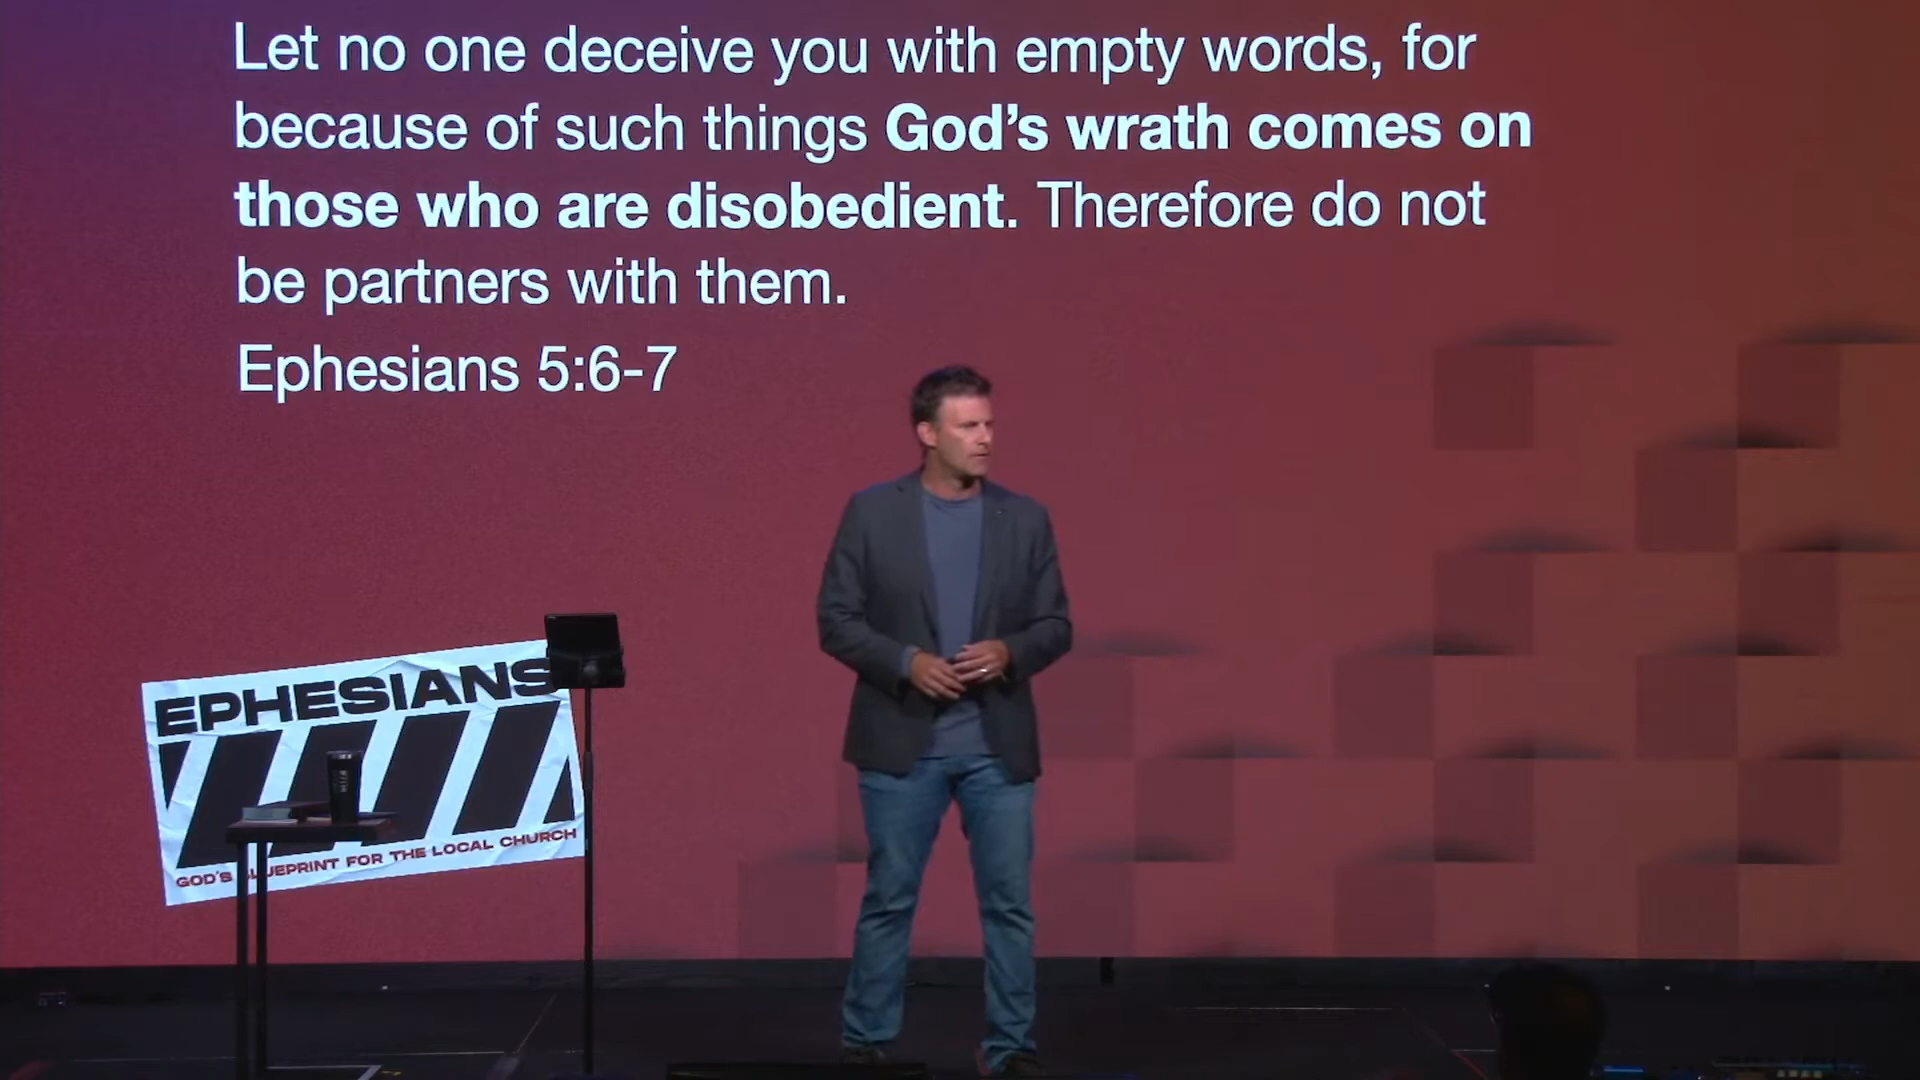 Let no one deceive you with empty words, for
because of such things God’s wrath comes on
those who are disobedient. Therefore do not
be partners with them.
Ephesians 5:6-7
EPHESIANS
GOD'S BLUEPRINT FOR THE LOCAL CHURCH